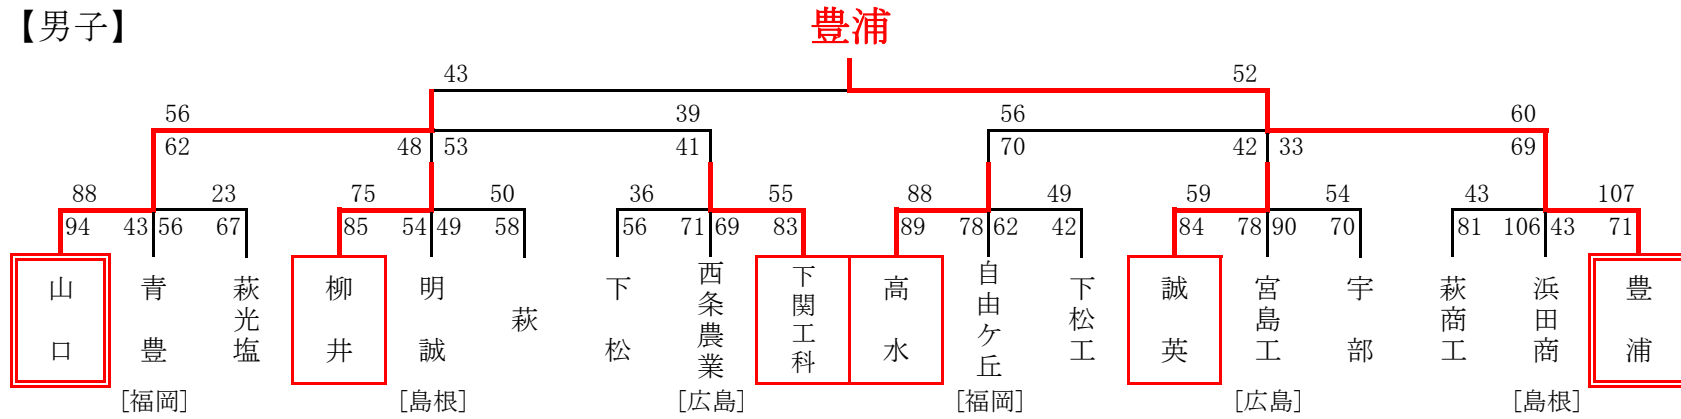 【男子】
豊浦
43 52
56 39 56 60
62 48 53 41 70 42 33 69
88 23 75 50 36 55 88 49 59 54 43 107
94 43 56 67 85 54 49 58 56 71 69 83 89 78 62 42 84 78 90 70 81 106 43 71
山口
青豊
萩光塩
柳井
明誠
萩
下松
西条農業
下関工科
高水
自由ケ丘
下松工
誠英
宮島工
宇部
萩商工
浜田商
豊浦
[福岡] [島根] [広島] [福岡] [広島] [島根]